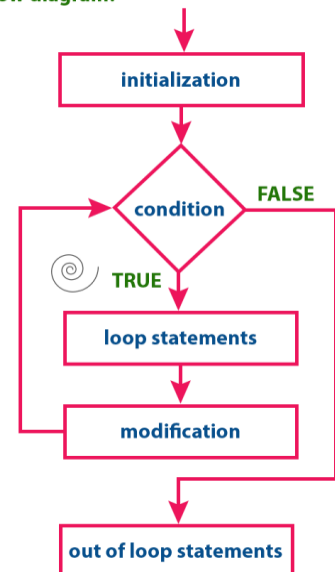 initialization
condition
FALSE
TRUE
loop statements
modification
out of loop statements